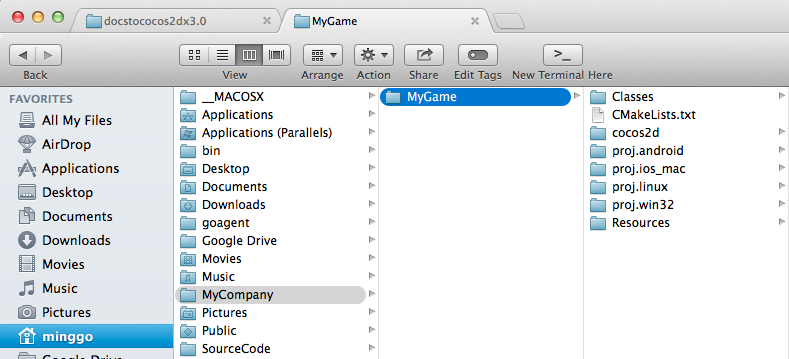 docstococos2dx3.0
MyGame
Back
View
Arrange
Action
Share
Edit Tags
>_
New Terminal Here
FAVORITES
All My Files
AirDrop
Applications
Desktop
Documents
Downloads
Movies
Music
Pictures
minggo
Google Drive
__MACOSX
Applications
Applications (Parallels)
bin
Desktop
Documents
Downloads
goagent
Google Drive
Movies
Music
MyCompany
Pictures
Public
SourceCode
MyGame
Classes
CMakeLists.txt
cocos2d
proj.android
proj.ios_mac
proj.linux
proj.win32
Resources